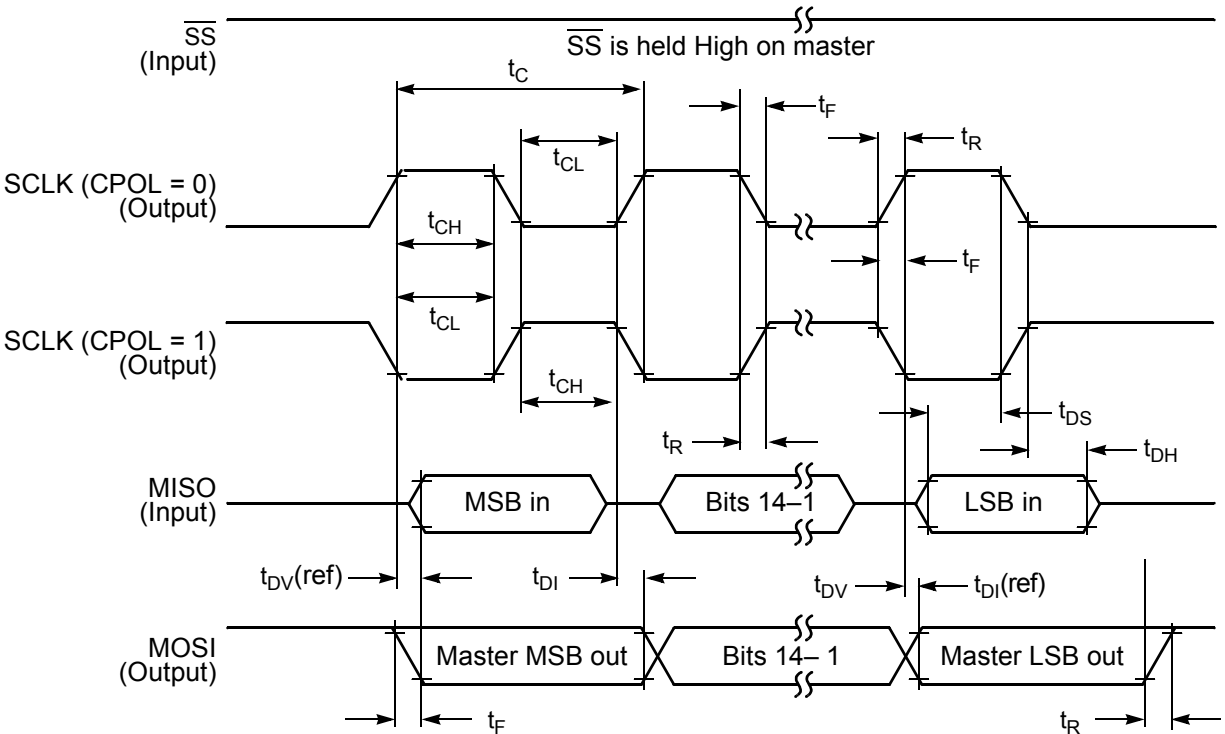 SS
(Input)
SS is held High on master
tC
tF
tR
tCL
SCLK (CPOL = 0)
(Output)
tCH
tF
tCL
SCLK (CPOL = 1)
(Output)
tCH
tDS
tR
tDH
MISO
(Input)
MSB in
Bits 14–1
LSB in
tDV(ref)
tDI
tDV
tDI(ref)
MOSI
(Output)
Master MSB out
Bits 14– 1
Master LSB out
tF
tR